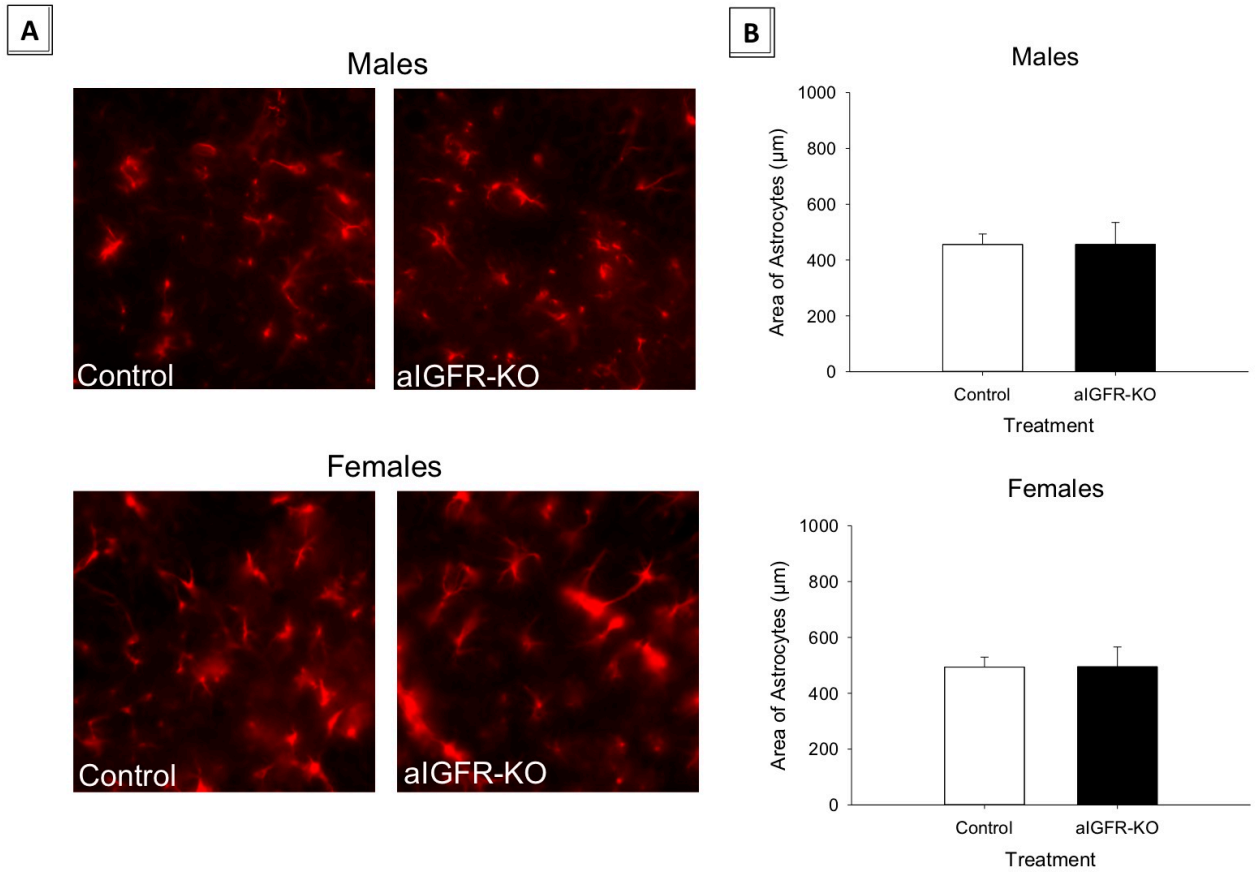 A
Males
Control
aIGFR-KO
Females
Control
aIGFR-KO
B
Males
1000
800
600
400
200
0
Area of Astrocytes (µm)
Control
aIGFR-KO
Treatment
Females
1000
800
600
400
200
0
Area of Astrocytes (µm)
Control
aIGFR-KO
Treatment